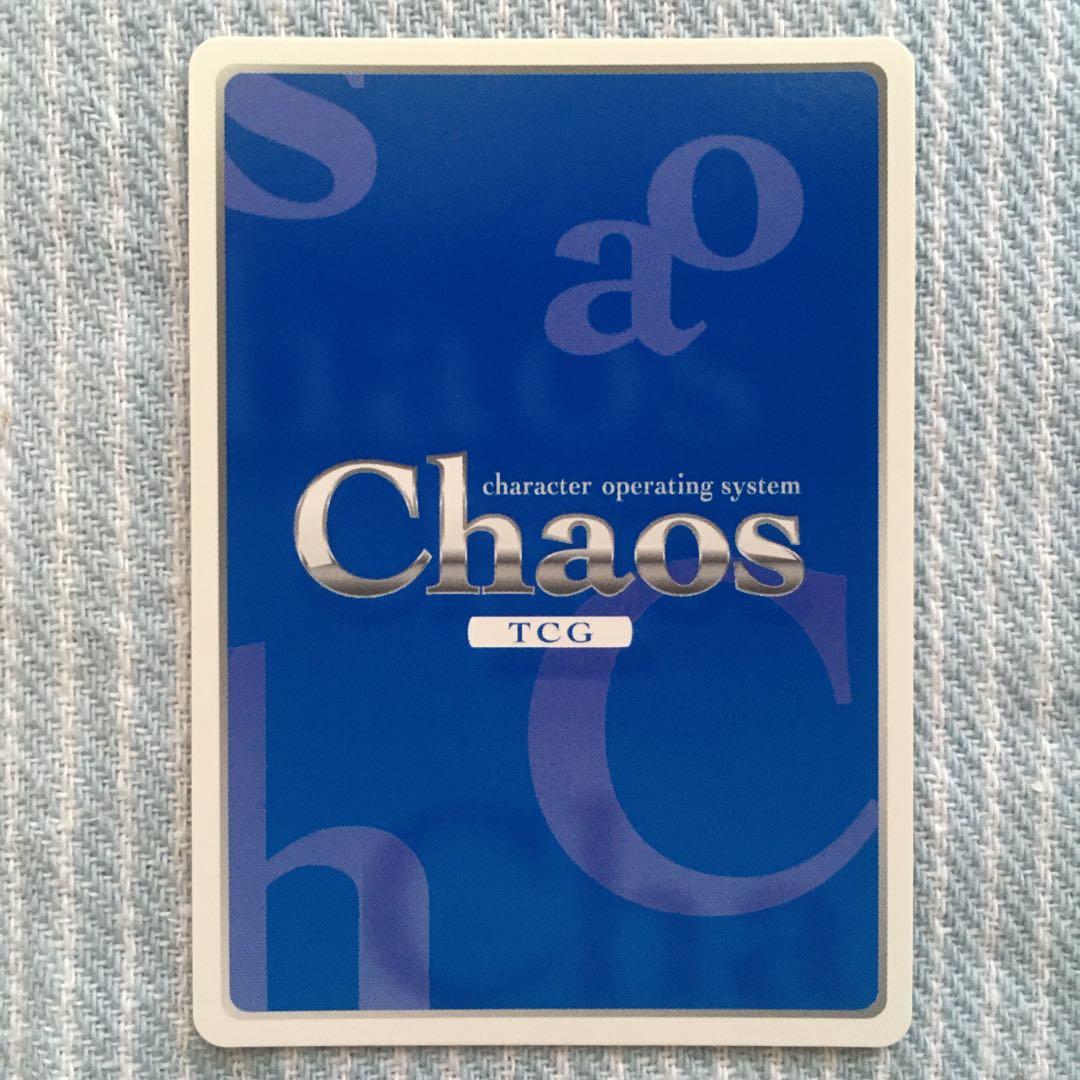 s
o
a
character operating system
Chaos
TCG
C
h